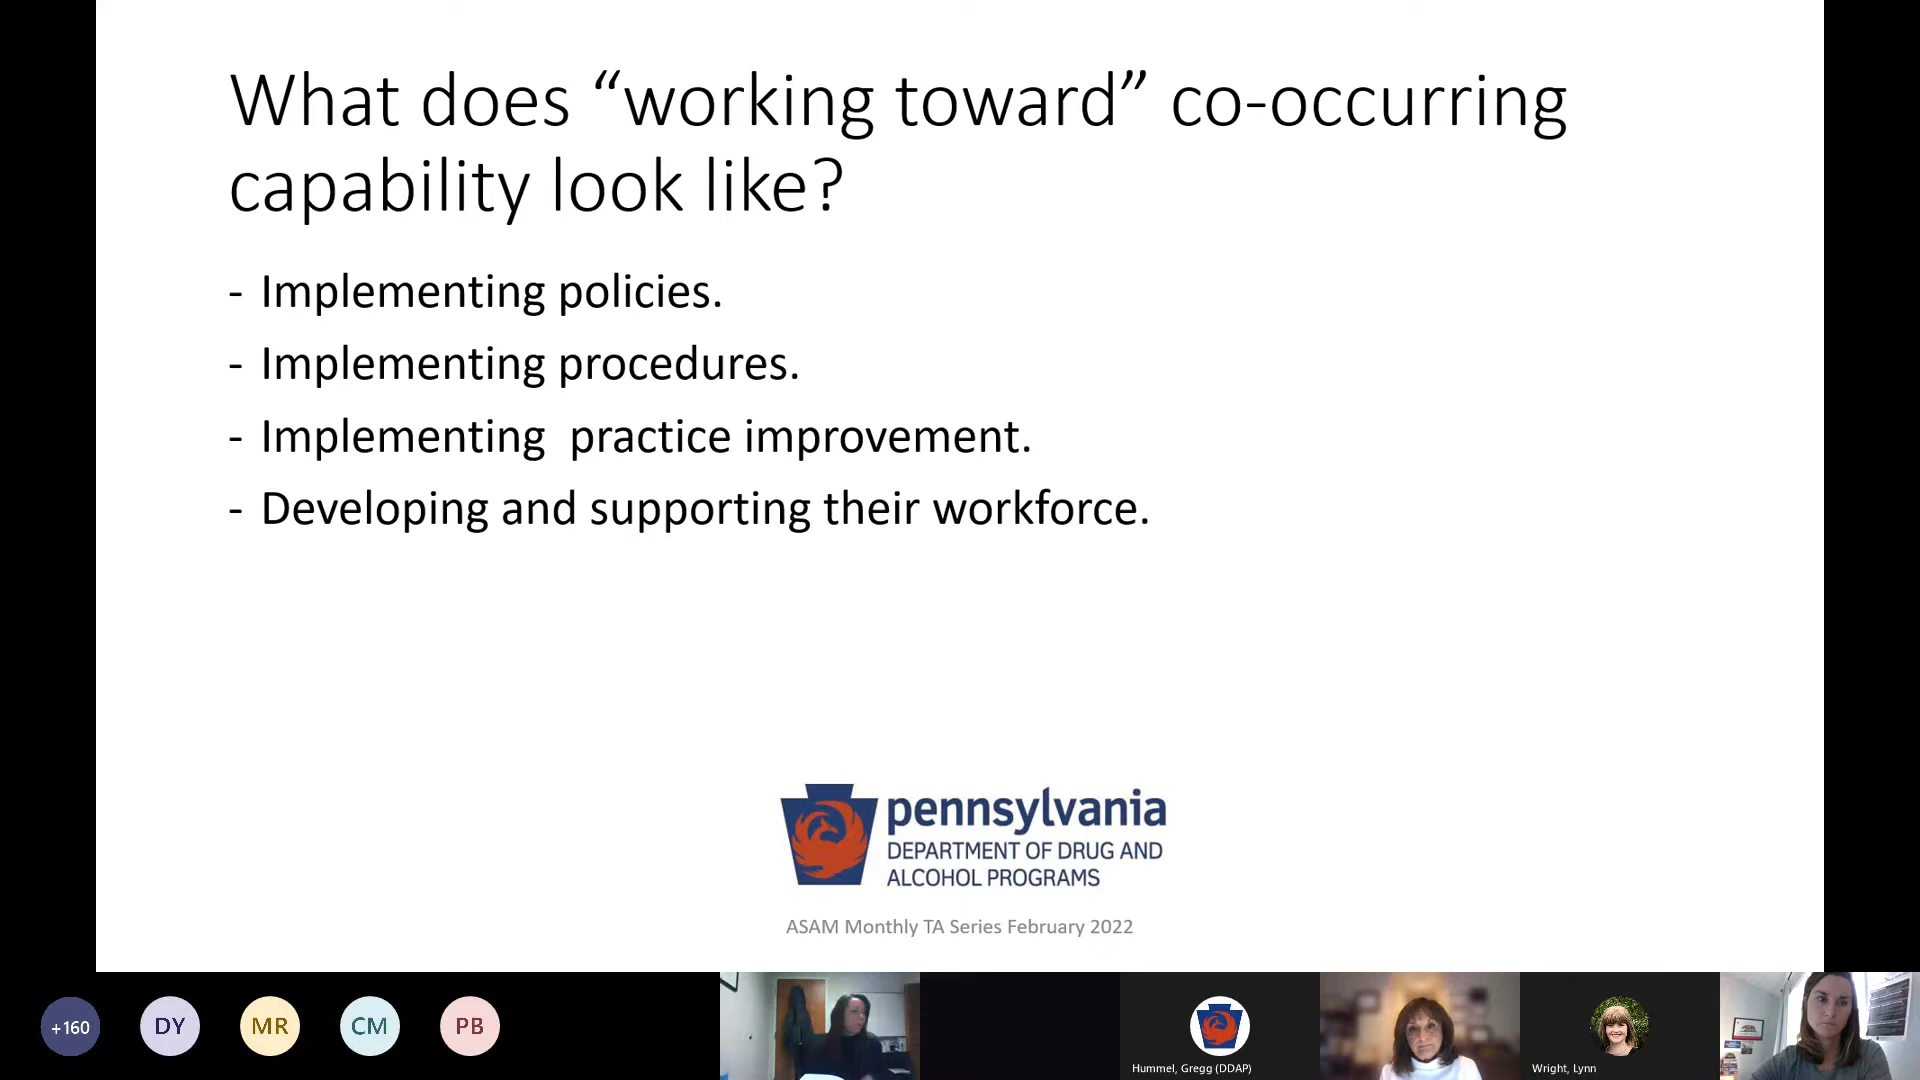 What does “working toward” co-occurring
capability look like?
- Implementing policies.
- Implementing procedures.
- Implementing  practice improvement.
- Developing and supporting their workforce.
pennsylvania
DEPARTMENT OF DRUG AND
ALCOHOL PROGRAMS
ASAM Monthly TA Series February 2022
+160
DY
MR
CM
PB
Hummel, Gregg (DDAP)
Wright, Lynn